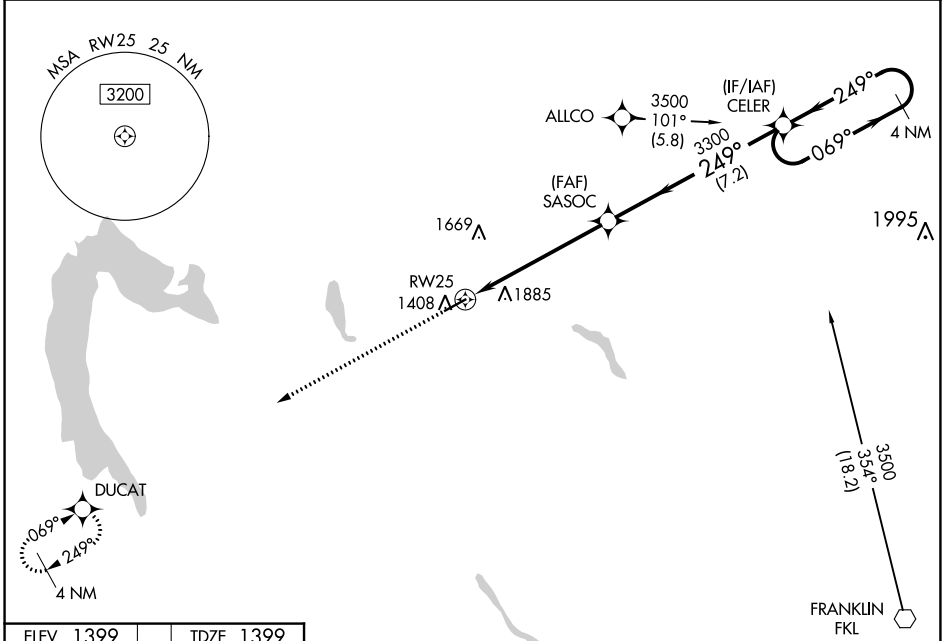 MSA RW25 25 NM
3200
ALLCO
3500
101°
(5.8)
(IF/IAF)
CELER
249°
069°
4 NM
3300
249°
(7.2)
(FAF)
SASOC
1669
1995
RW25
1408
1885
DUCAT
069°
249°
4 NM
3500
354°
(18.2)
FRANKLIN
FKL
ELEV 1399
TDZE 1399